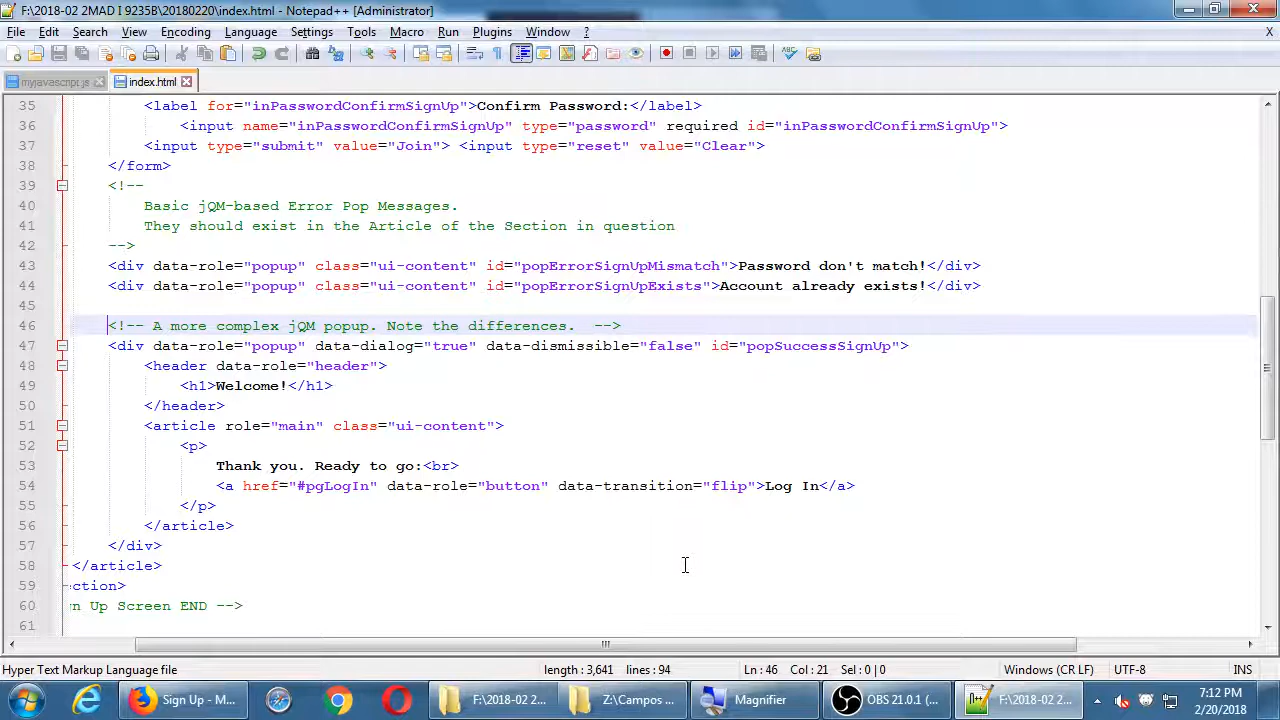 F:\2018-02 2MAD I 9235B\20180220\index.html - Notepad++ [Administrator]
File Edit Search View Encoding Language Settings Tools Macro Run Plugins Window ? X
myjavascript.js index.html
35 <label for="inPasswordConfirmSignUp">Confirm Password:</label>
36 <input name="inPasswordConfirmSignUp" type="password" required id="inPasswordConfirmSignUp">
37 <input type="submit" value="Join"> <input type="reset" value="Clear">
38 </form>
39 <!--
40 Basic jQM-based Error Pop Messages.
41 They should exist in the Article of the Section in question
42 -->
43 <div data-role="popup" class="ui-content" id="popErrorSignUpMismatch">Password don't match!</div>
44 <div data-role="popup" class="ui-content" id="popErrorSignUpExists">Account already exists!</div>
45
46 <!-- A more complex jQM popup. Note the differences.  -->
47 <div data-role="popup" data-dialog="true" data-dismissible="false" id="popSuccessSignUp">
48 <header data-role="header">
49 <h1>Welcome!</h1>
50 </header>
51 <article role="main" class="ui-content">
52 <p>
53 Thank you. Ready to go:<br>
54 <a href="#pgLogIn" data-role="button" data-transition="flip">Log In</a>
55 </p>
56 </article>
57 </div>
58 </article>
59 ction>
60 n Up Screen END -->
61
Hyper Text Markup Language file length : 3,641 lines : 94 Ln : 46 Col : 21 Sel : 0 | 0 Windows (CR LF) UTF-8 INS
Sign Up - M... F:\2018-02 2... Z:\Campos ... Magnifier OBS 21.0.1 (... F:\2018-02 2... 7:12 PM
2/20/2018